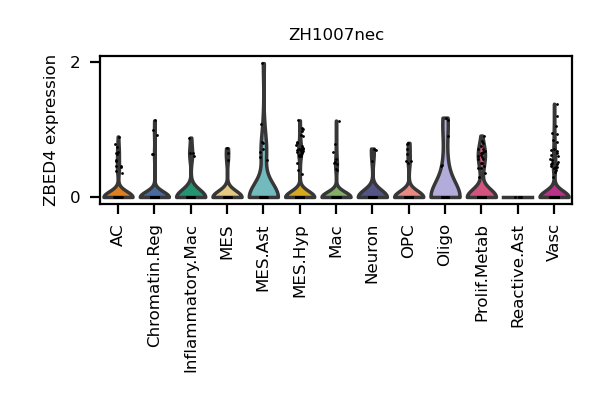 ZH1007nec
ZBED4 expression
2
0
AC
Chromatin.Reg
Inflammatory.Mac
MES
MES.Ast
MES.Hyp
Mac
Neuron
OPC
Oligo
Prolif.Metab
Reactive.Ast
Vasc